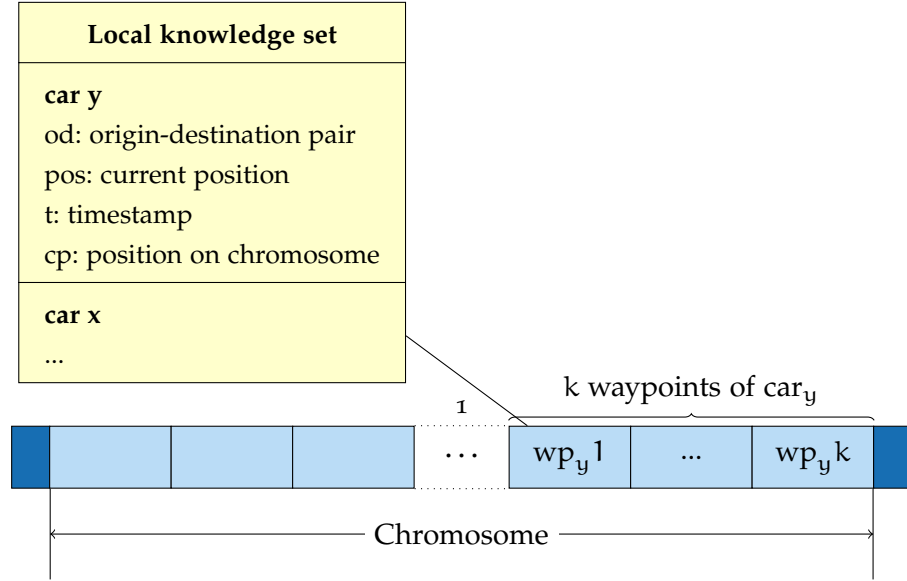 Local knowledge set
car y
od: origin-destination pair
pos: current position
t: timestamp
cp: position on chromosome
car x
...
k waypoints of car_y
1
... wp_y1 ... wp_yk
Chromosome